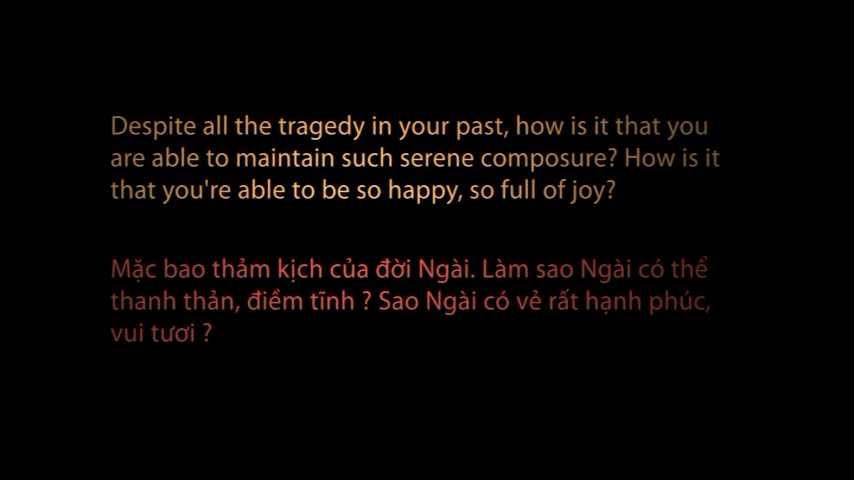 Despite all the tragedy in your past, how is it that you
are able to maintain such serene composure? How is it
that you're able to be so happy, so full of joy?
Mặc bao thảm kịch của đời Ngài. Làm sao Ngài có thể
thanh thản, điềm tĩnh ? Sao Ngài có vẻ rất hạnh phúc,
vui tươi ?